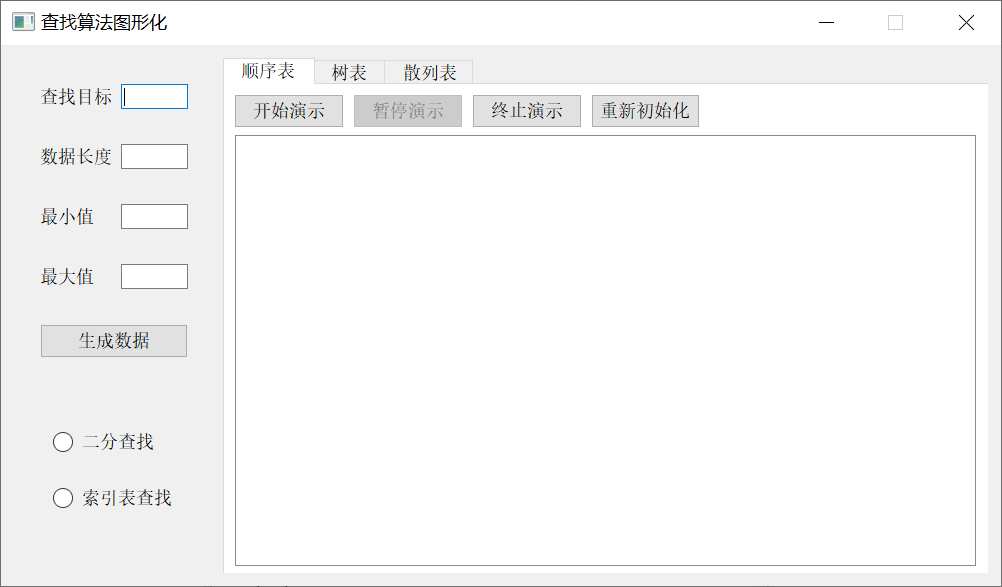 查找算法图形化
顺序表 树表 散列表
查找目标
开始演示 暂停演示 终止演示 重新初始化
数据长度
最小值
最大值
生成数据
二分查找
索引表查找